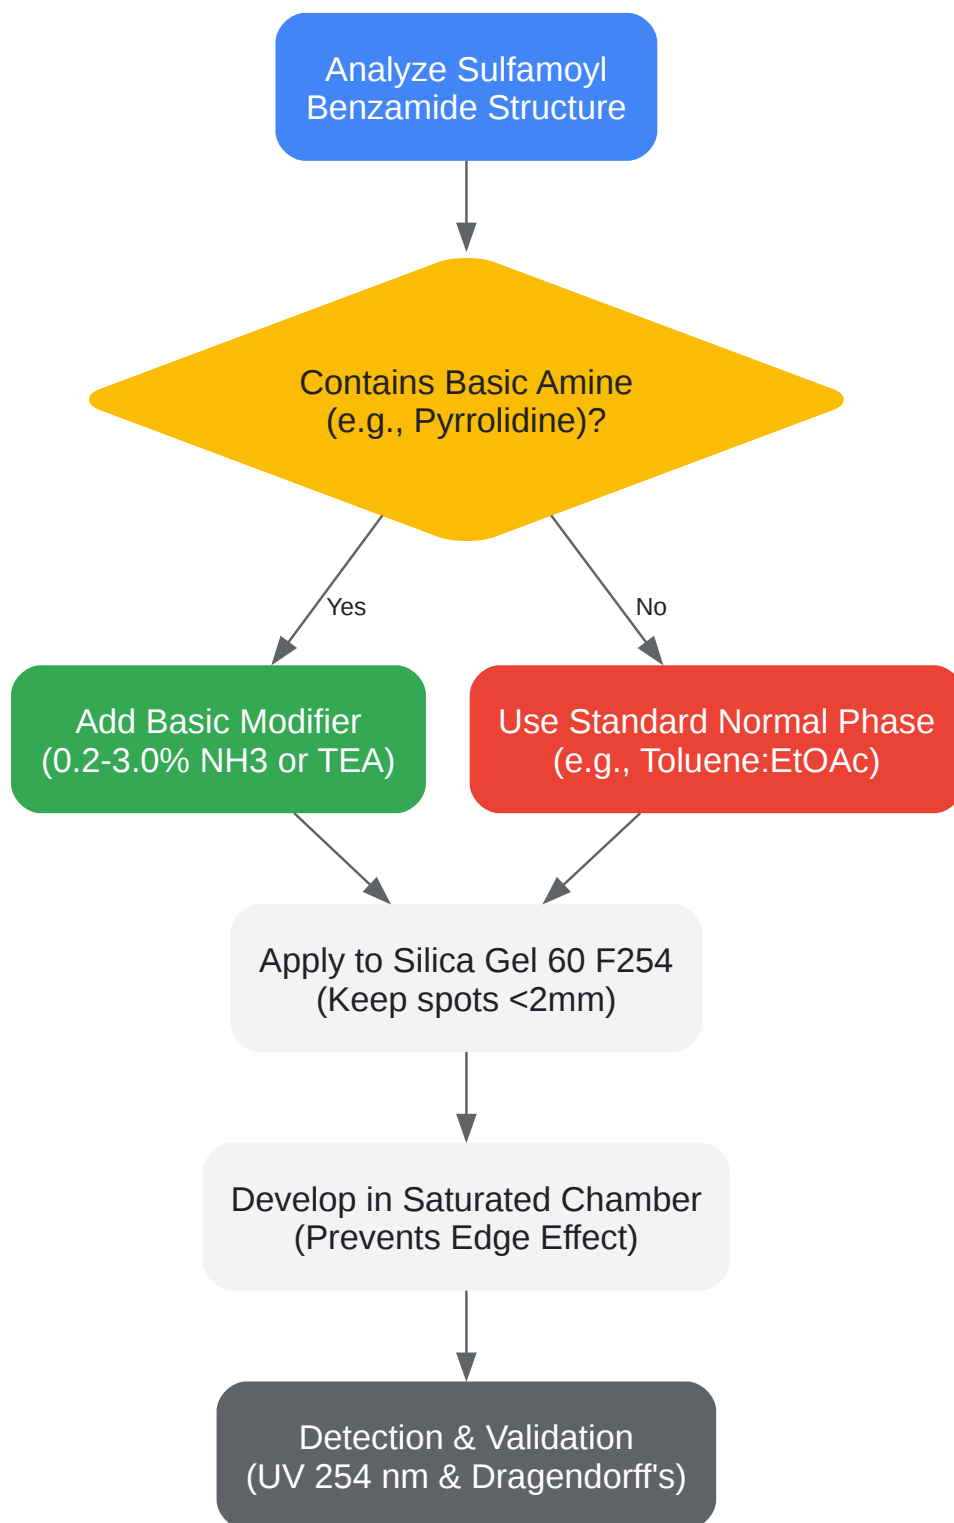 Analyze Sulfamoyl
Benzamide Structure
Contains Basic Amine
(e.g., Pyrrolidine)?
Yes
No
Add Basic Modifier
(0.2-3.0% NH3 or TEA)
Use Standard Normal Phase
(e.g., Toluene:EtOAc)
Apply to Silica Gel 60 F254
(Keep spots <2mm)
Develop in Saturated Chamber
(Prevents Edge Effect)
Detection & Validation
(UV 254 nm & Dragendorff's)